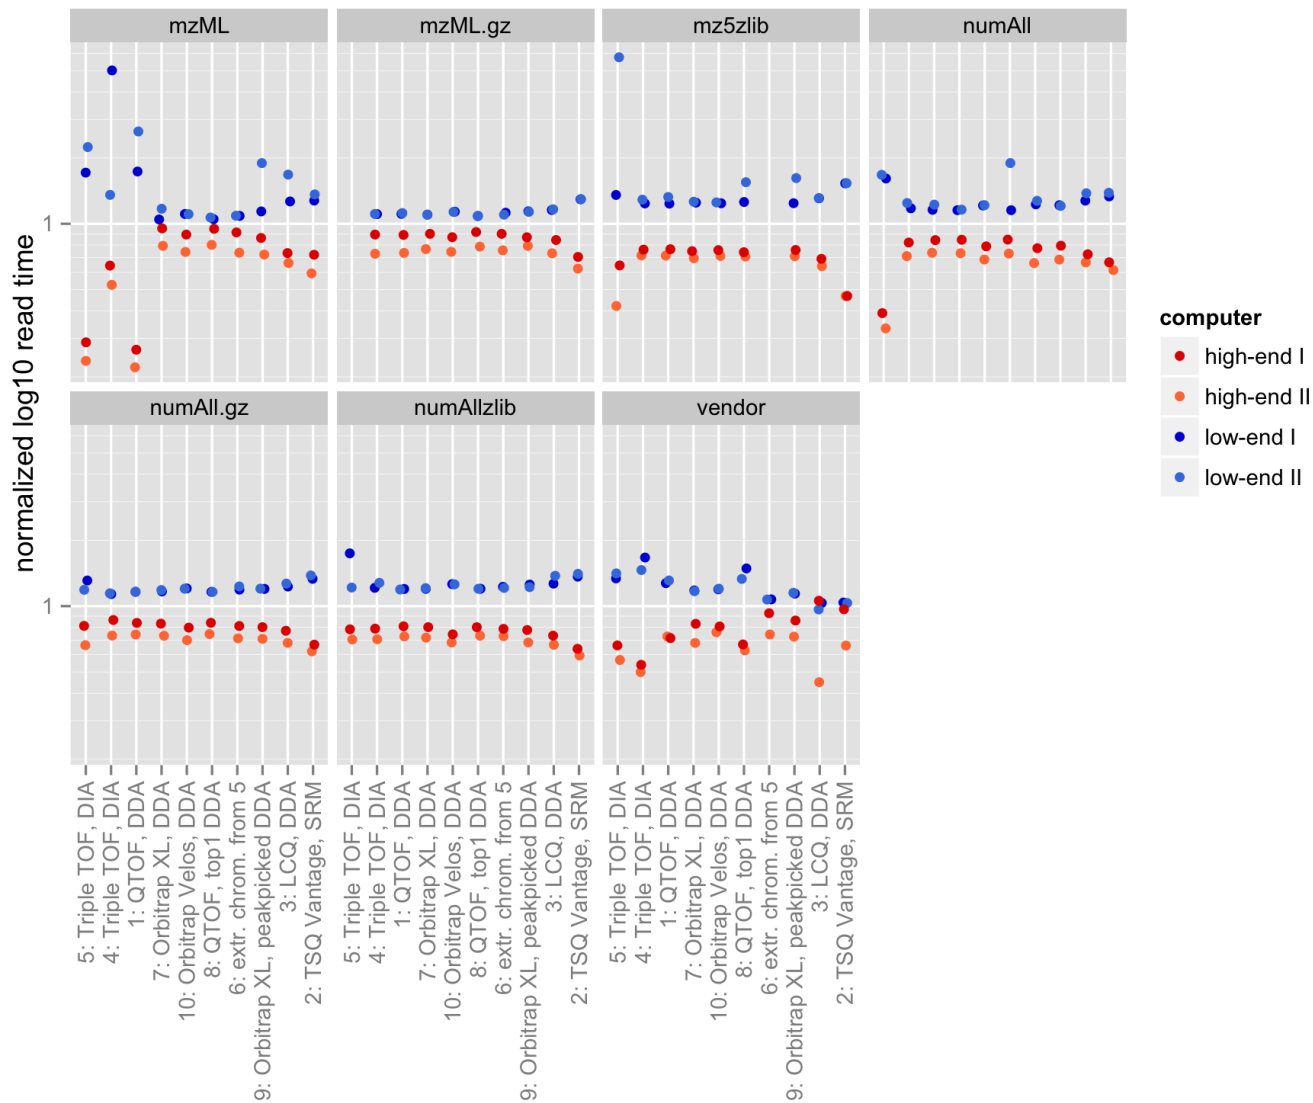 mzML
mzML.gz
mz5zlib
numAll
1
normalized log10 read time
computer
high-end I
high-end II
low-end I
low-end II
numAll.gz
numAllzlib
vendor
1
5: Triple TOF, DIA
4: Triple TOF, DIA
1: QTOF, DDA
7: Orbitrap XL, DDA
10: Orbitrap Velos, DDA
8: QTOF, top1 DDA
6: extr. chrom. from 5
9: Orbitrap XL, peakpicked DDA
3: LCQ, DDA
2: TSQ Vantage, SRM
5: Triple TOF, DIA
4: Triple TOF, DIA
1: QTOF, DDA
7: Orbitrap XL, DDA
10: Orbitrap Velos, DDA
8: QTOF, top1 DDA
6: extr. chrom. from 5
9: Orbitrap XL, peakpicked DDA
3: LCQ, DDA
2: TSQ Vantage, SRM
5: Triple TOF, DIA
4: Triple TOF, DIA
1: QTOF, DDA
7: Orbitrap XL, DDA
10: Orbitrap Velos, DDA
8: QTOF, top1 DDA
6: extr. chrom. from 5
9: Orbitrap XL, peakpicked DDA
3: LCQ, DDA
2: TSQ Vantage, SRM